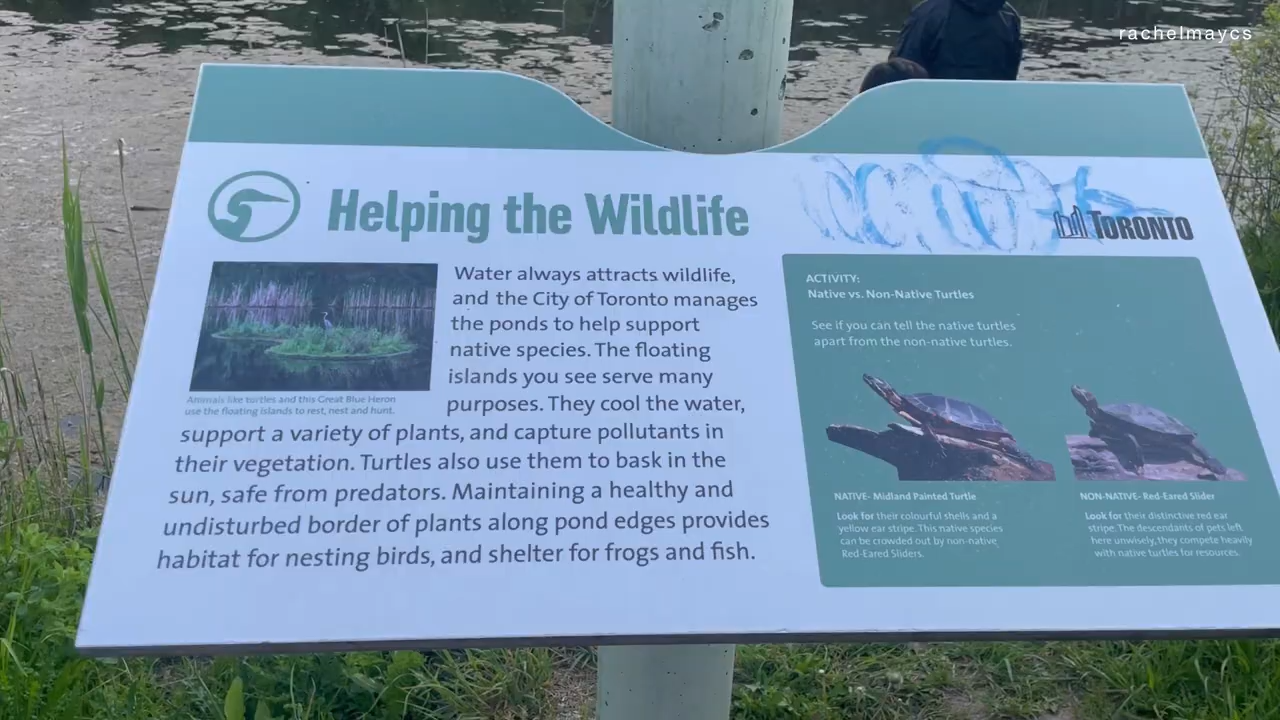 rachelmaycs
Helping the Wildlife
TORONTO
Water always attracts wildlife,
and the City of Toronto manages
the ponds to help support
native species. The floating
islands you see serve many
purposes. They cool the water,
support a variety of plants, and capture pollutants in
their vegetation. Turtles also use them to bask in the
sun, safe from predators. Maintaining a healthy and
undisturbed border of plants along pond edges provides
habitat for nesting birds, and shelter for frogs and fish.
Animals like turtles and this Great Blue Heron
use the floating islands to rest, nest and hunt.
ACTIVITY:
Native vs. Non-Native Turtles
See if you can tell the native turtles
apart from the non-native turtles.
NATIVE- Midland Painted Turtle
Look for their colourful shells and a
yellow ear stripe. This native species
can be crowded out by non-native
Red-Eared Sliders.
NON-NATIVE- Red-Eared Slider
Look for their distinctive red ear
stripe. The descendants of pets left
here unwisely, they compete heavily
with native turtles for resources.